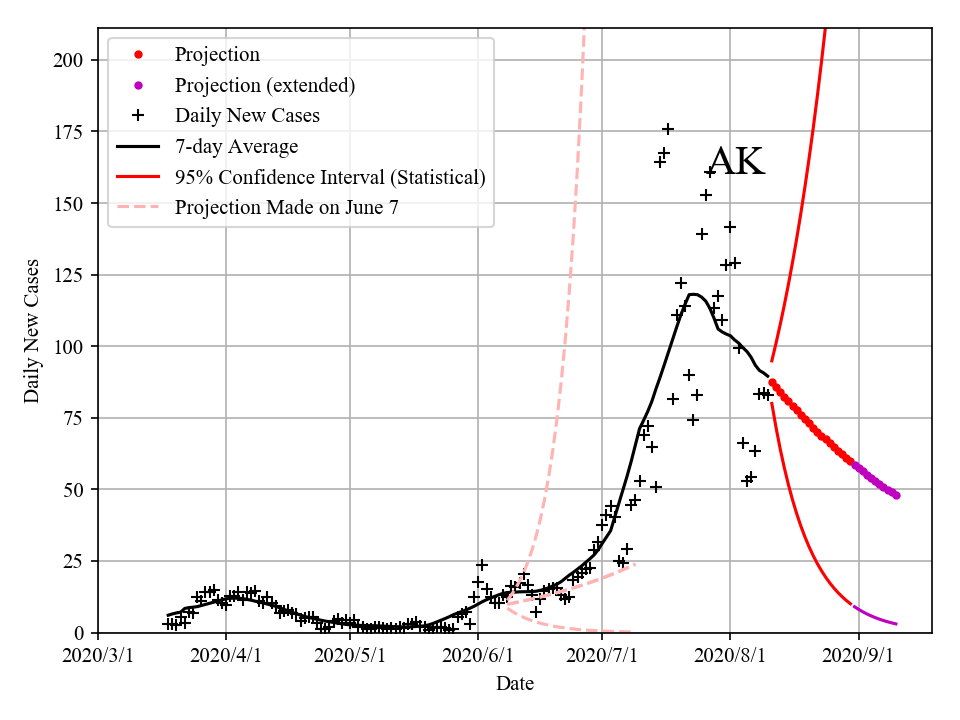 Projection
Projection (extended)
Daily New Cases
7-day Average
95% Confidence Interval (Statistical)
Projection Made on June 7
AK
200
175
150
125
100
75
50
25
0
Daily New Cases
2020/3/1 2020/4/1 2020/5/1 2020/6/1 2020/7/1 2020/8/1 2020/9/1
Date